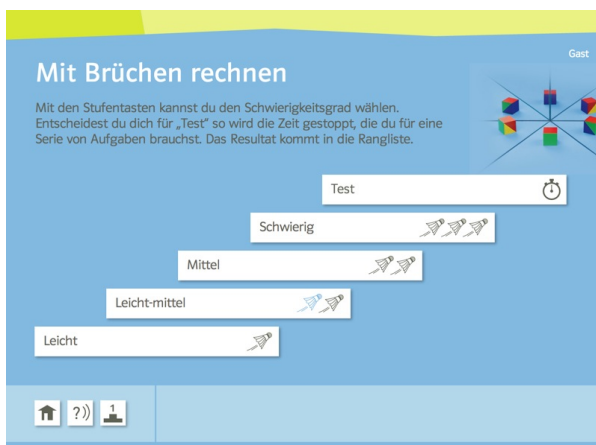 Gast
Mit Brüchen rechnen
Mit den Stufentasten kannst du den Schwierigkeitsgrad wählen.
Entscheidest du dich für „Test“ so wird die Zeit gestoppt, die du für eine
Serie von Aufgaben brauchst. Das Resultat kommt in die Rangliste.
Test
Schwierig
Mittel
Leicht-mittel
Leicht
?))
1